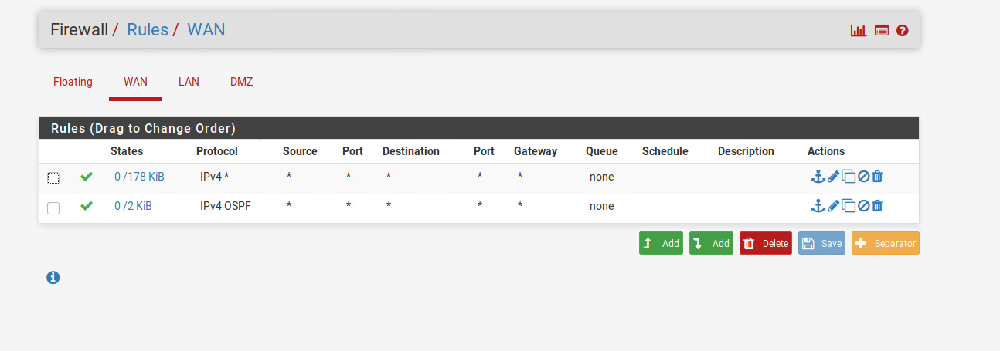 Firewall / Rules / WAN
Floating WAN LAN DMZ
Rules (Drag to Change Order)
States Protocol Source Port Destination Port Gateway Queue Schedule Description Actions
0 /178 KiB IPv4 * * * * * * none
0 /2 KiB IPv4 OSPF * * * * * none
Add Add Delete Save Separator